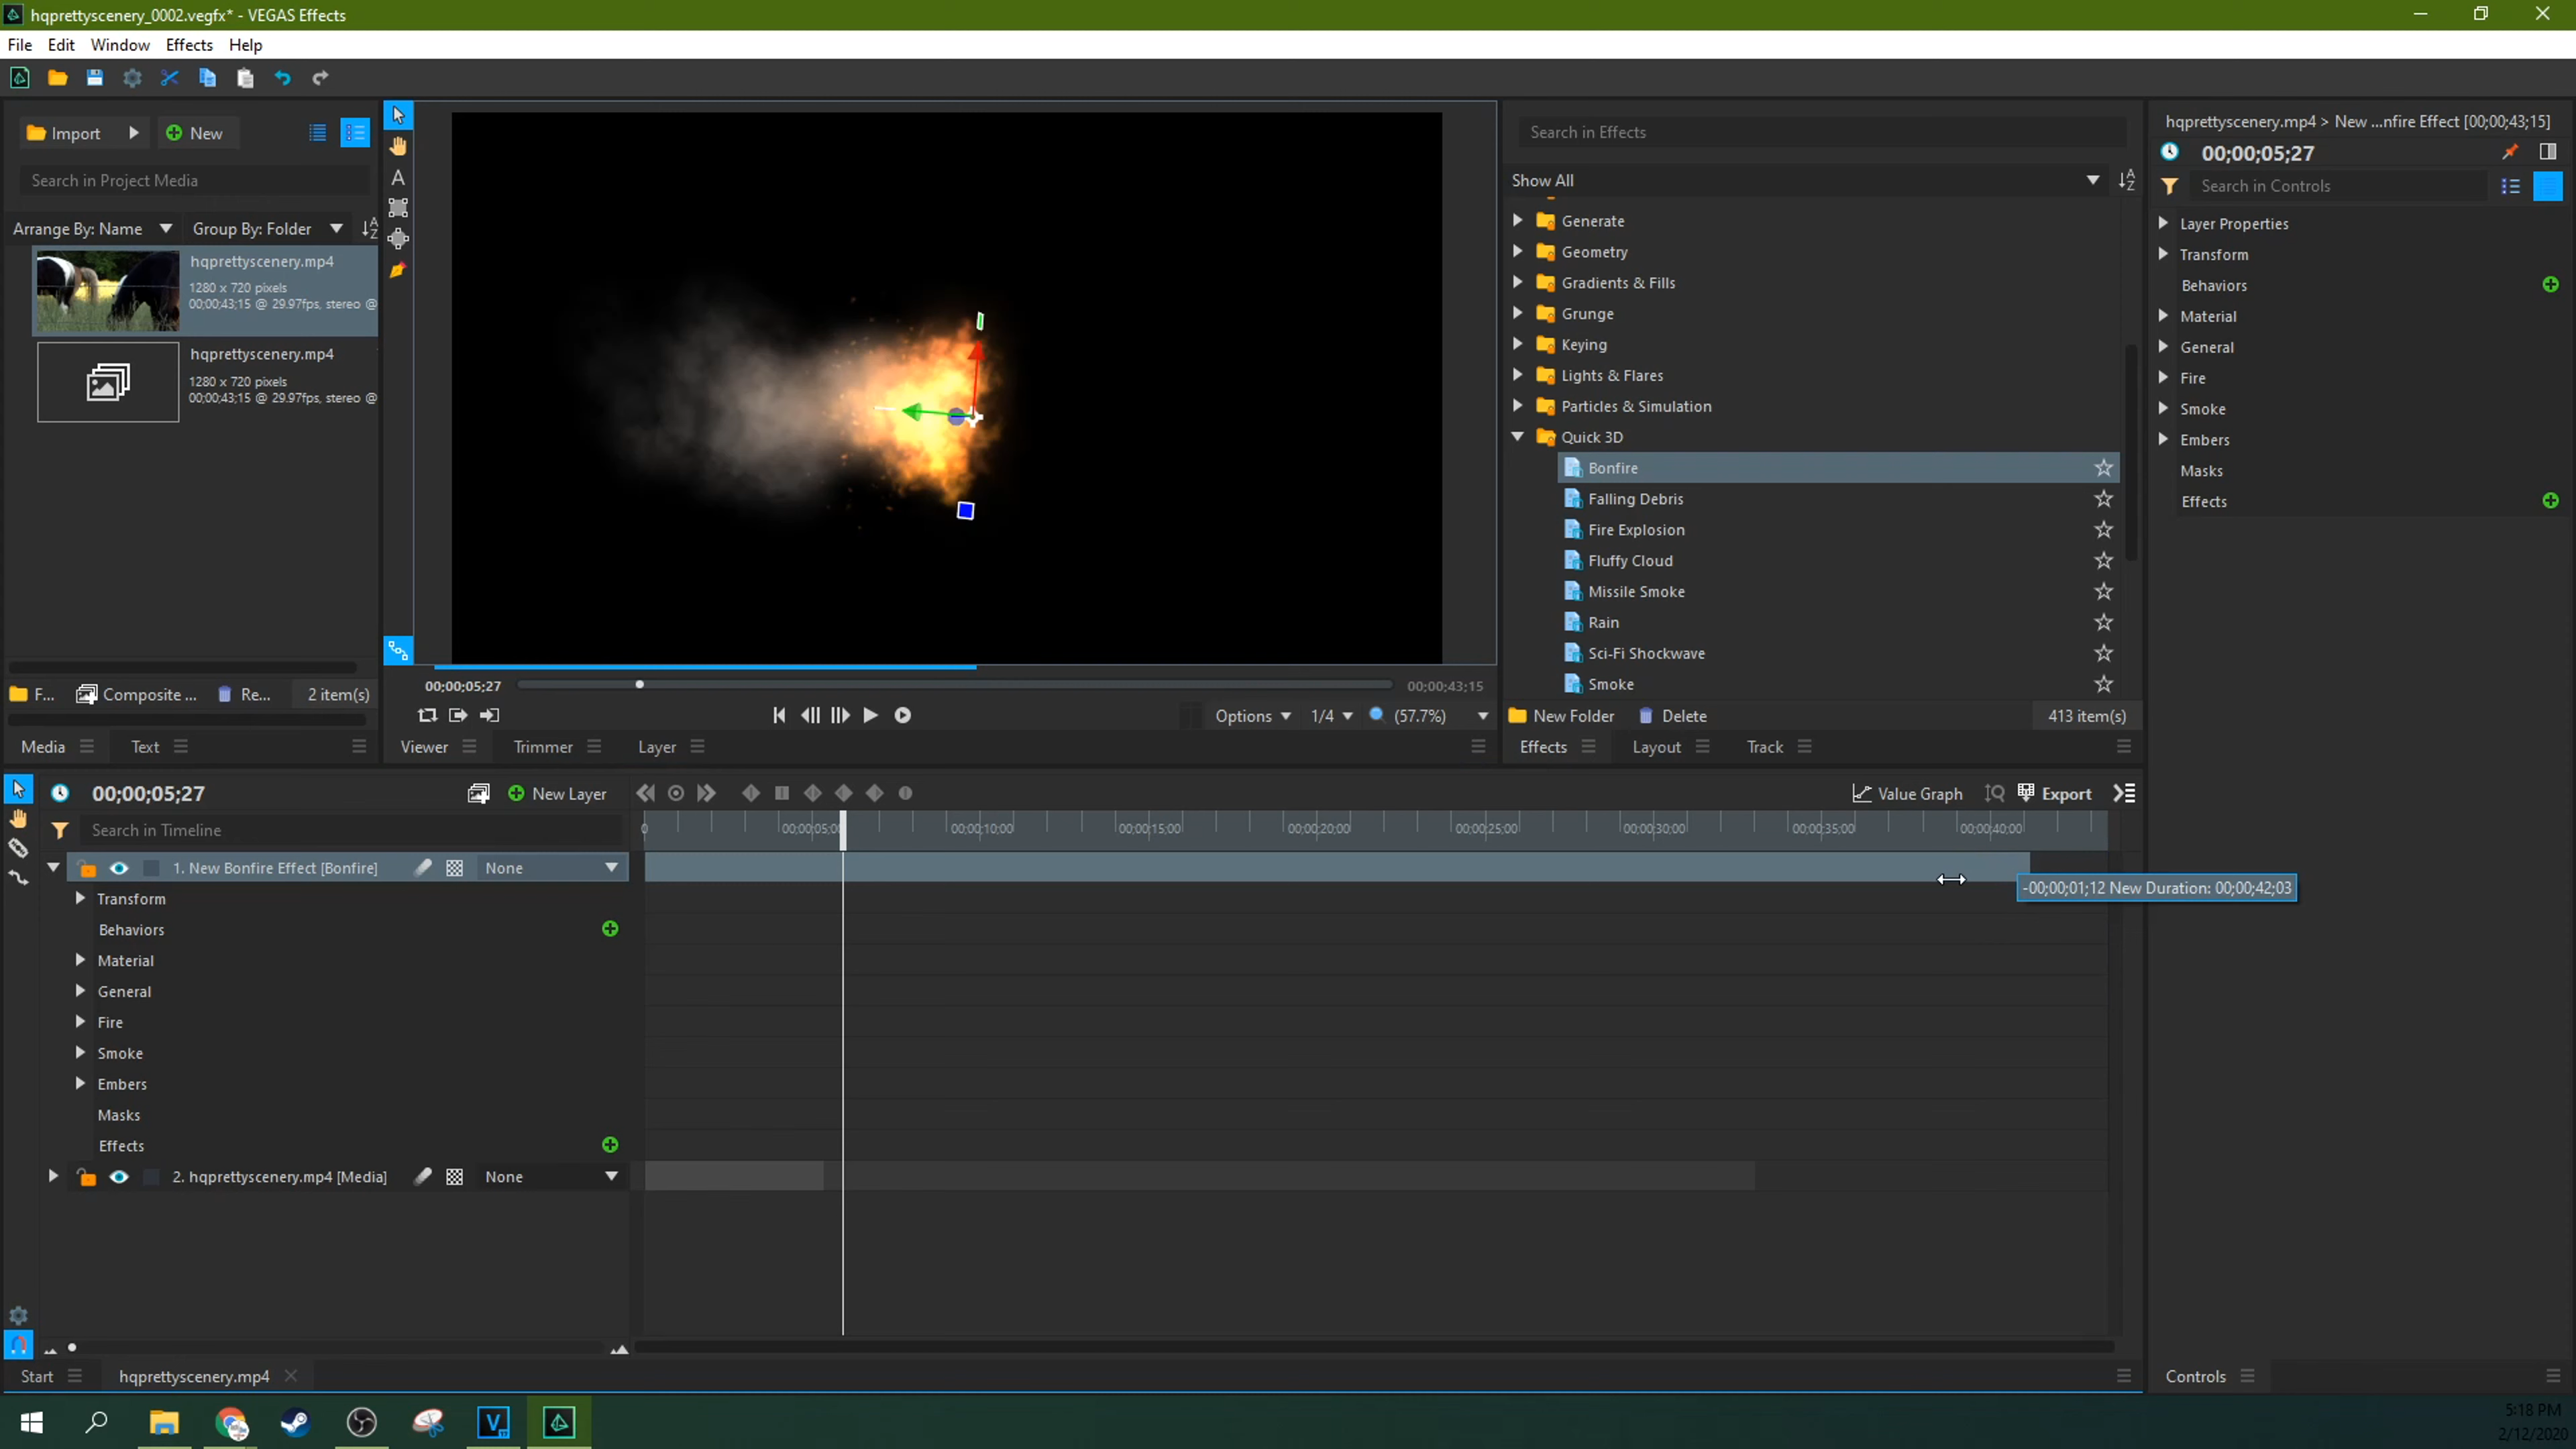 hqprettyscenery_0002.vegfx* - VEGAS Effects
File Edit Window Effects Help
Import New
Search in Project Media
Arrange By: Name Group By: Folder
hqprettyscenery.mp4
1280 x 720 pixels
00;00;43;15 @ 29.97fps, stereo @
hqprettyscenery.mp4
1280 x 720 pixels
00;00;43;15 @ 29.97fps, stereo @
F... Composite ... Re... 2 item(s)
Media Text
00;00;05;27 00;00;43;15
Options 1/4 (57.7%)
Viewer Trimmer Layer
Search in Effects
Show All
Generate
Geometry
Gradients & Fills
Grunge
Keying
Lights & Flares
Particles & Simulation
Quick 3D
Bonfire
Falling Debris
Fire Explosion
Fluffy Cloud
Missile Smoke
Rain
Sci-Fi Shockwave
Smoke
New Folder Delete 413 item(s)
Effects Layout Track
hqprettyscenery.mp4 > New ...nfire Effect [00;00;43;15]
00;00;05;27
Search in Controls
Layer Properties
Transform
Behaviors
Material
General
Fire
Smoke
Embers
Masks
Effects
Controls
00;00;05;27 New Layer Value Graph Export
Search in Timeline
0 00;00;05;0 00;00;10;00 00;00;15;00 00;00;20;00 00;00;25;00 00;00;30;00 00;00;35;00 00;00;40;00
1. New Bonfire Effect [Bonfire] None
-00;00;01;12 New Duration: 00;00;42;03
Transform
Behaviors
Material
General
Fire
Smoke
Embers
Masks
Effects
2. hqprettyscenery.mp4 [Media] None
Start hqprettyscenery.mp4
5:18 PM
2/12/2020